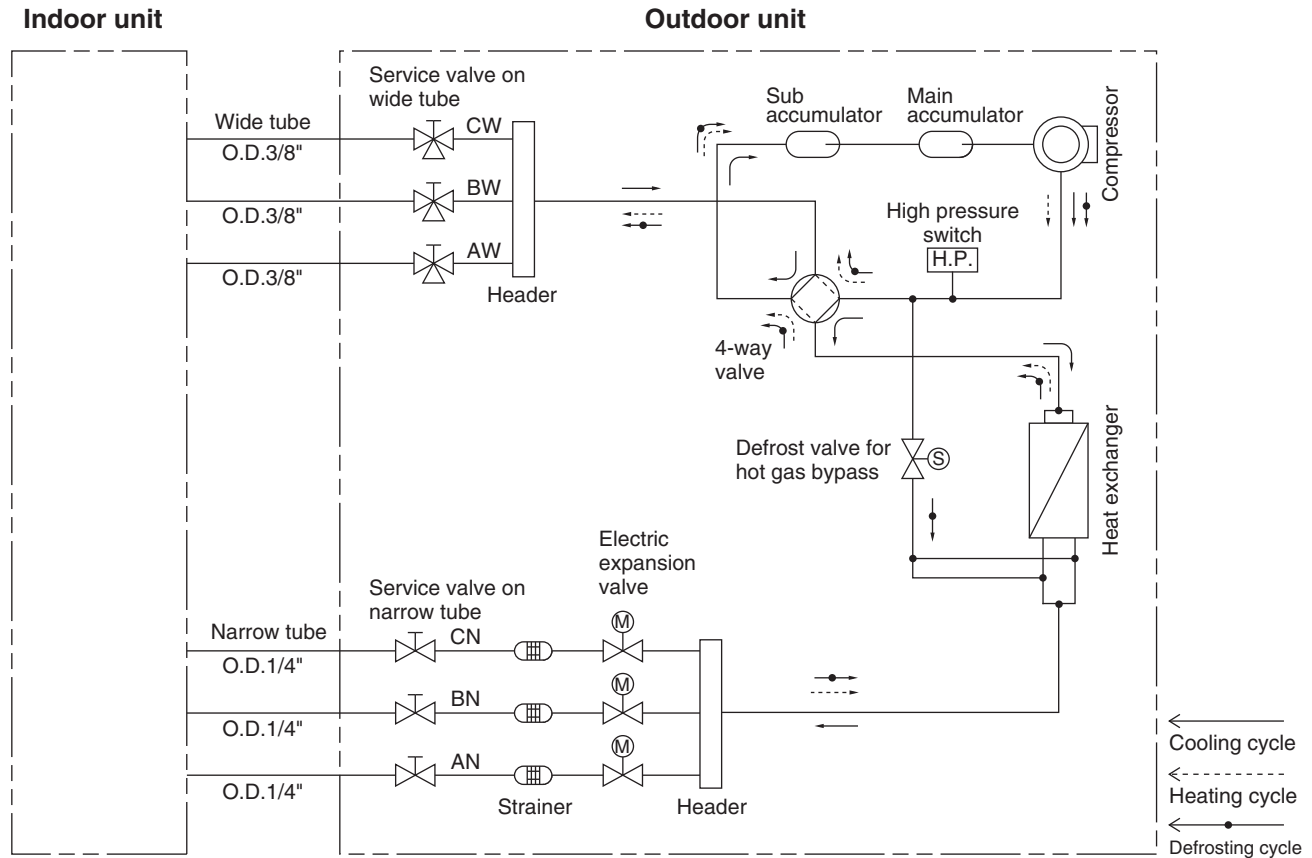 Indoor unit
Outdoor unit
Service valve on
wide tube
Wide tube
O.D.3/8"
CW
O.D.3/8"
BW
O.D.3/8"
AW
Header
Sub
accumulator
Main
accumulator
Compressor
High pressure
switch
H.P.
4-way
valve
Defrost valve for
hot gas bypass
S
Heat exchanger
Electric
expansion
valve
Service valve on
narrow tube
Narrow tube
O.D.1/4"
CN
M
O.D.1/4"
BN
M
O.D.1/4"
AN
M
Strainer
Header
Cooling cycle
Heating cycle
Defrosting cycle